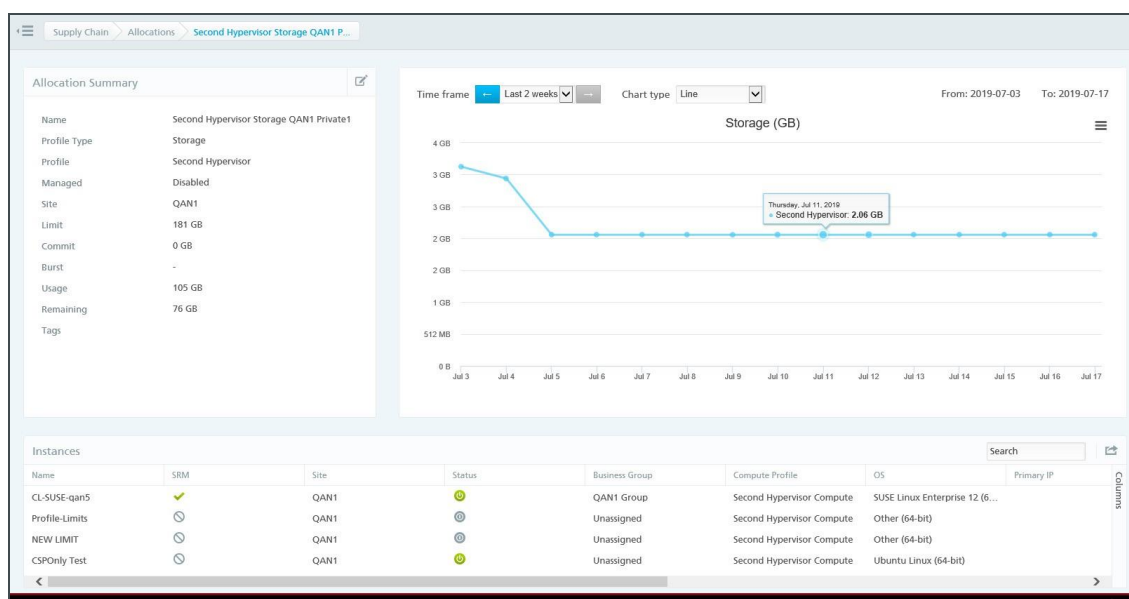 Supply Chain Allocations Second Hypervisor Storage QAN1 P...
Allocation Summary
Name Second Hypervisor Storage QAN1 Private1
Profile Type Storage
Profile Second Hypervisor
Managed Disabled
Site QAN1
Limit 181 GB
Commit 0 GB
Burst -
Usage 105 GB
Remaining 76 GB
Tags
Time frame ← Last 2 weeks → Chart type Line From: 2019-07-03 To: 2019-07-17
Storage (GB)
4 GB
3 GB
3 GB
2 GB
2 GB
1 GB
512 MB
0 B
Thursday, Jul 11, 2019
Second Hypervisor: 2.06 GB
Jul 3 Jul 4 Jul 5 Jul 6 Jul 7 Jul 8 Jul 9 Jul 10 Jul 11 Jul 12 Jul 13 Jul 14 Jul 15 Jul 16 Jul 17
Instances Search
Name SRM Site Status Business Group Compute Profile OS Primary IP
CL-SUSE-qan5 QAN1 QAN1 Group Second Hypervisor Compute SUSE Linux Enterprise 12 (6...
Profile-Limits QAN1 Unassigned Second Hypervisor Compute Other (64-bit)
NEW LIMIT QAN1 Unassigned Second Hypervisor Compute Other (64-bit)
CSPOnly Test QAN1 Unassigned Second Hypervisor Compute Ubuntu Linux (64-bit)
Columns